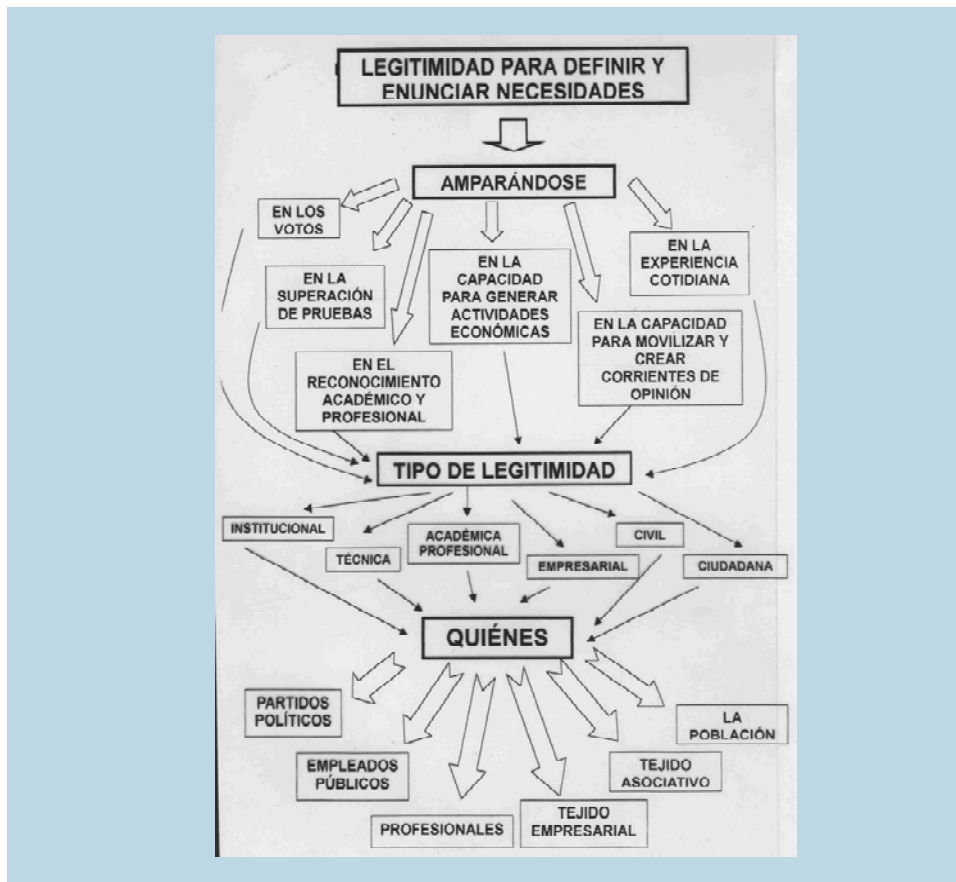 LEGITIMIDAD PARA DEFINIR Y
ENUNCIAR NECESIDADES
AMPARÁNDOSE
EN LOS
VOTOS
EN LA
SUPERACIÓN
DE PRUEBAS
EN EL
RECONOCIMIENTO
ACADÉMICO Y
PROFESIONAL
EN LA
CAPACIDAD
PARA GENERAR
ACTIVIDADES
ECONÓMICAS
EN LA CAPACIDAD
PARA MOVILIZAR Y
CREAR
CORRIENTES DE
OPINIÓN
EN LA
EXPERIENCIA
COTIDIANA
TIPO DE LEGITIMIDAD
INSTITUCIONAL
TÉCNICA
ACADÉMICA
PROFESIONAL
EMPRESARIAL
CIVIL
CIUDADANA
QUIÉNES
PARTIDOS
POLÍTICOS
EMPLEADOS
PÚBLICOS
PROFESIONALES
TEJIDO
EMPRESARIAL
TEJIDO
ASOCIATIVO
LA
POBLACIÓN